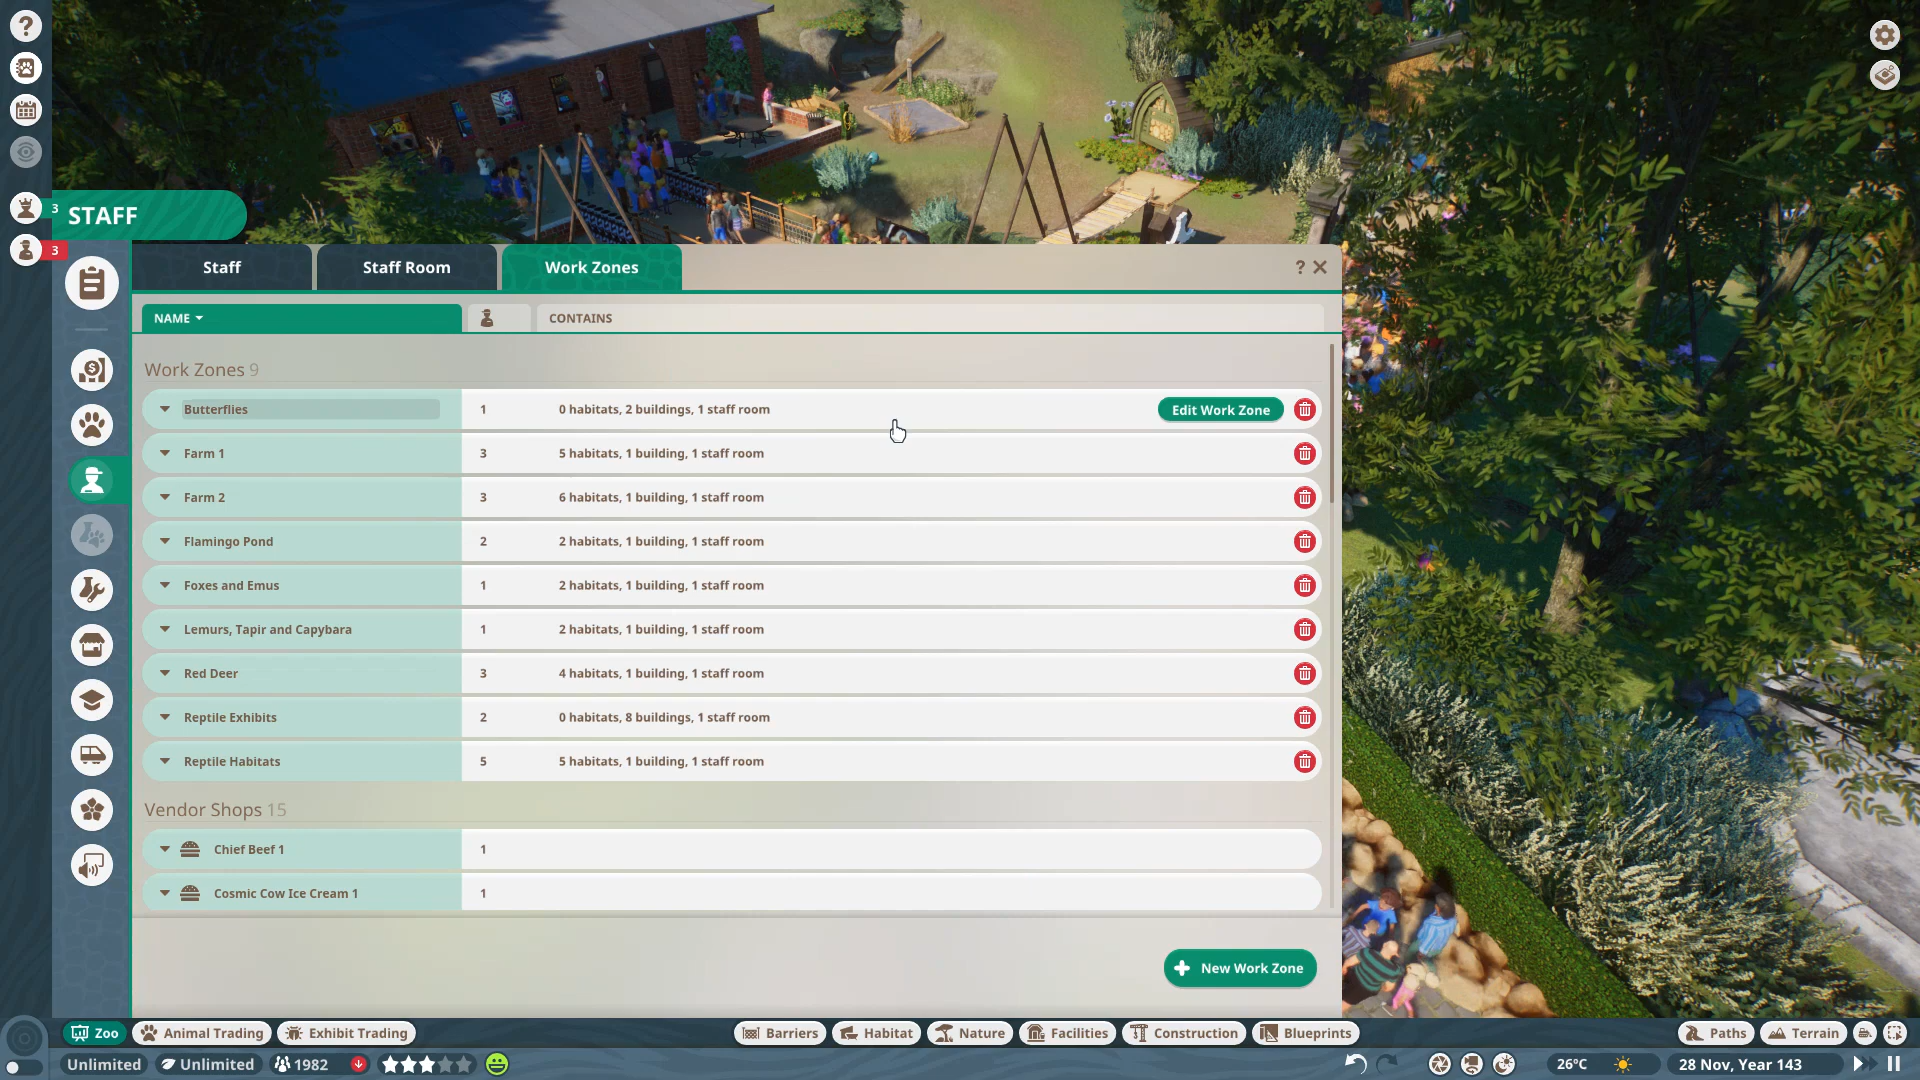 ?
3
STAFF
3
Staff
Staff Room
Work Zones
?
NAME
CONTAINS
Work Zones 9
Butterflies 1 0 habitats, 2 buildings, 1 staff room Edit Work Zone
Farm 1 3 5 habitats, 1 building, 1 staff room
Farm 2 3 6 habitats, 1 building, 1 staff room
Flamingo Pond 2 2 habitats, 1 building, 1 staff room
Foxes and Emus 1 2 habitats, 1 building, 1 staff room
Lemurs, Tapir and Capybara 1 2 habitats, 1 building, 1 staff room
Red Deer 3 4 habitats, 1 building, 1 staff room
Reptile Exhibits 2 0 habitats, 8 buildings, 1 staff room
Reptile Habitats 5 5 habitats, 1 building, 1 staff room
Vendor Shops 15
Chief Beef 1 1
Cosmic Cow Ice Cream 1 1
+ New Work Zone
Zoo Animal Trading Exhibit Trading Barriers Habitat Nature Facilities Construction Blueprints Paths Terrain
Unlimited Unlimited 1982 26°C 28 Nov, Year 143